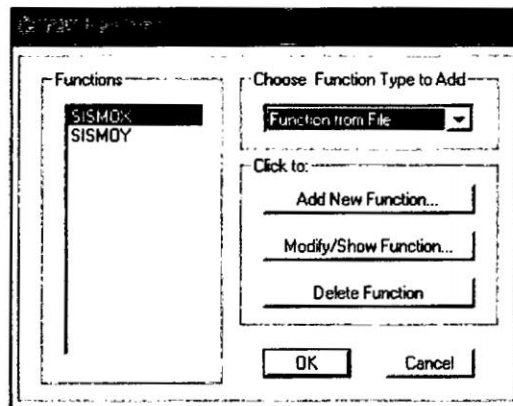 Functions
SISMOX
SISMOY
Choose Function Type to Add
Function from File
Click to:
Add New Function...
Modify/Show Function...
Delete Function
OK
Cancel